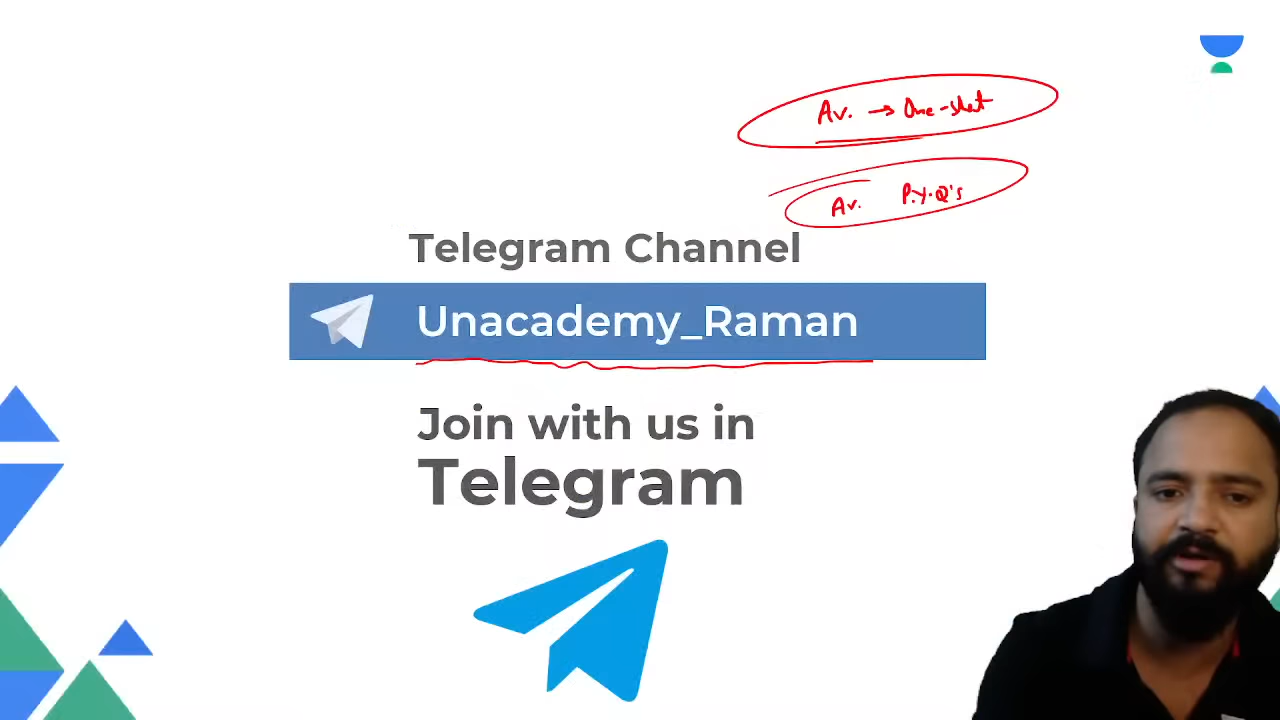 Av. → One-shot
Av. P.Y.Q's
Telegram Channel
Unacademy_Raman
Join with us in
Telegram